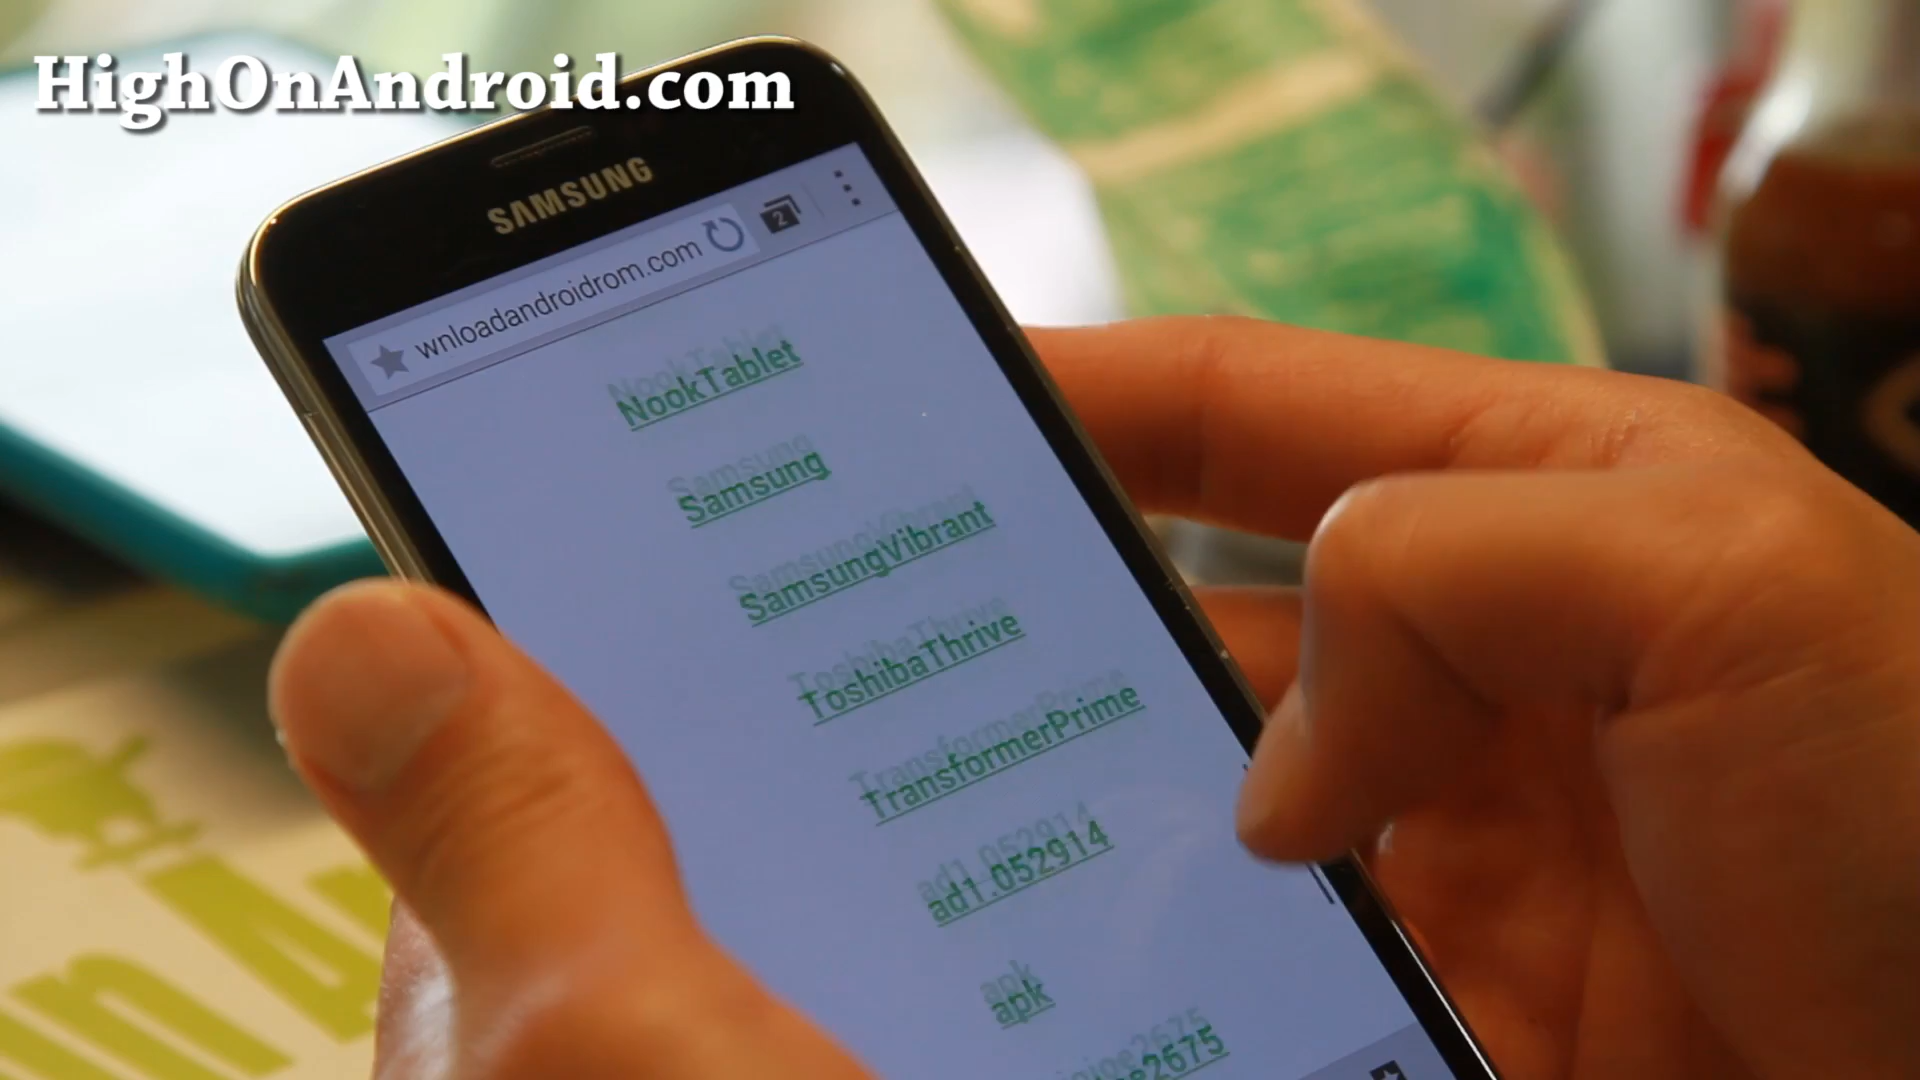 HighOnAndroid.com
SAMSUNG
wnloadandroidrom.com
2
NookTablet
Samsung
SamsungVibrant
ToshibaThrive
TransformerPrime
ad1.052914
apk